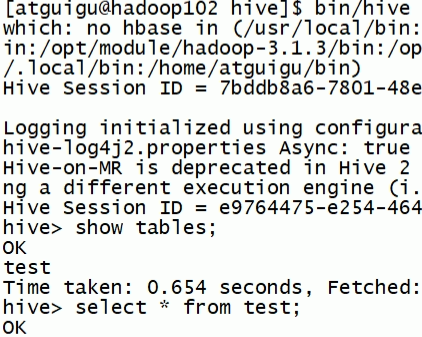 [atguigu@hadoop102 hive]$ bin/hive
which: no hbase in (/usr/local/bin:
in:/opt/module/hadoop-3.1.3/bin:/op
/.local/bin:/home/atguigu/bin)
Hive Session ID = 7bddb8a6-7801-48e

Logging initialized using configura
hive-log4j2.properties Async: true
Hive-on-MR is deprecated in Hive 2
ng a different execution engine (i.
Hive Session ID = e9764475-e254-464
hive> show tables;
OK
test
Time taken: 0.654 seconds, Fetched:
hive> select * from test;
OK